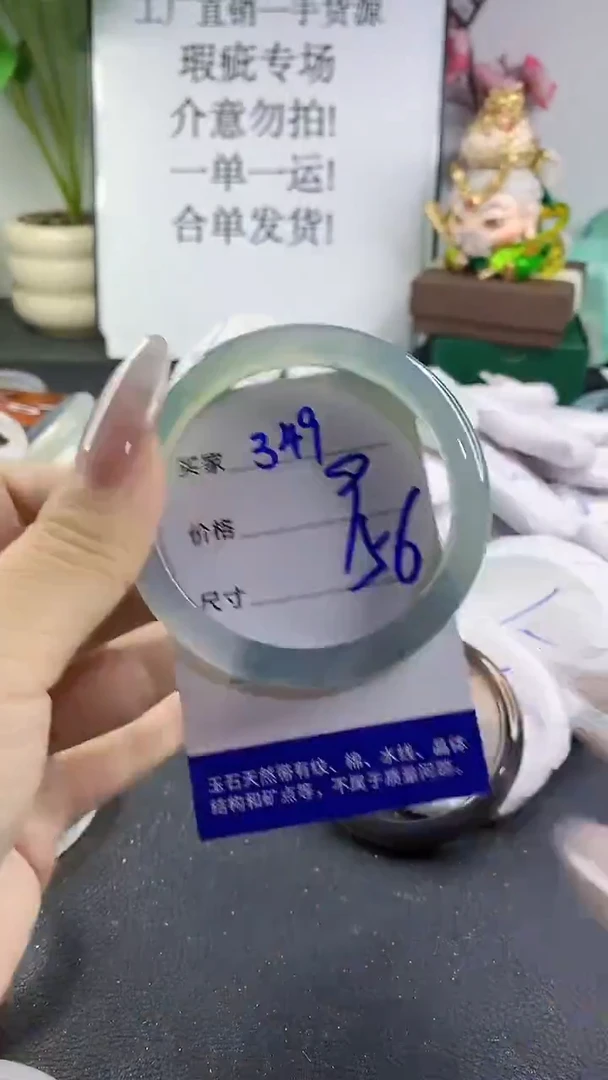 工厂直销一手货源
瑕疵专场
介意勿拍!
一单一运!
合单发货!
买家 349
价格
尺寸 56
玉石天然带有纹、棉、水线、晶体
结构和矿点等，不属于质量问题。